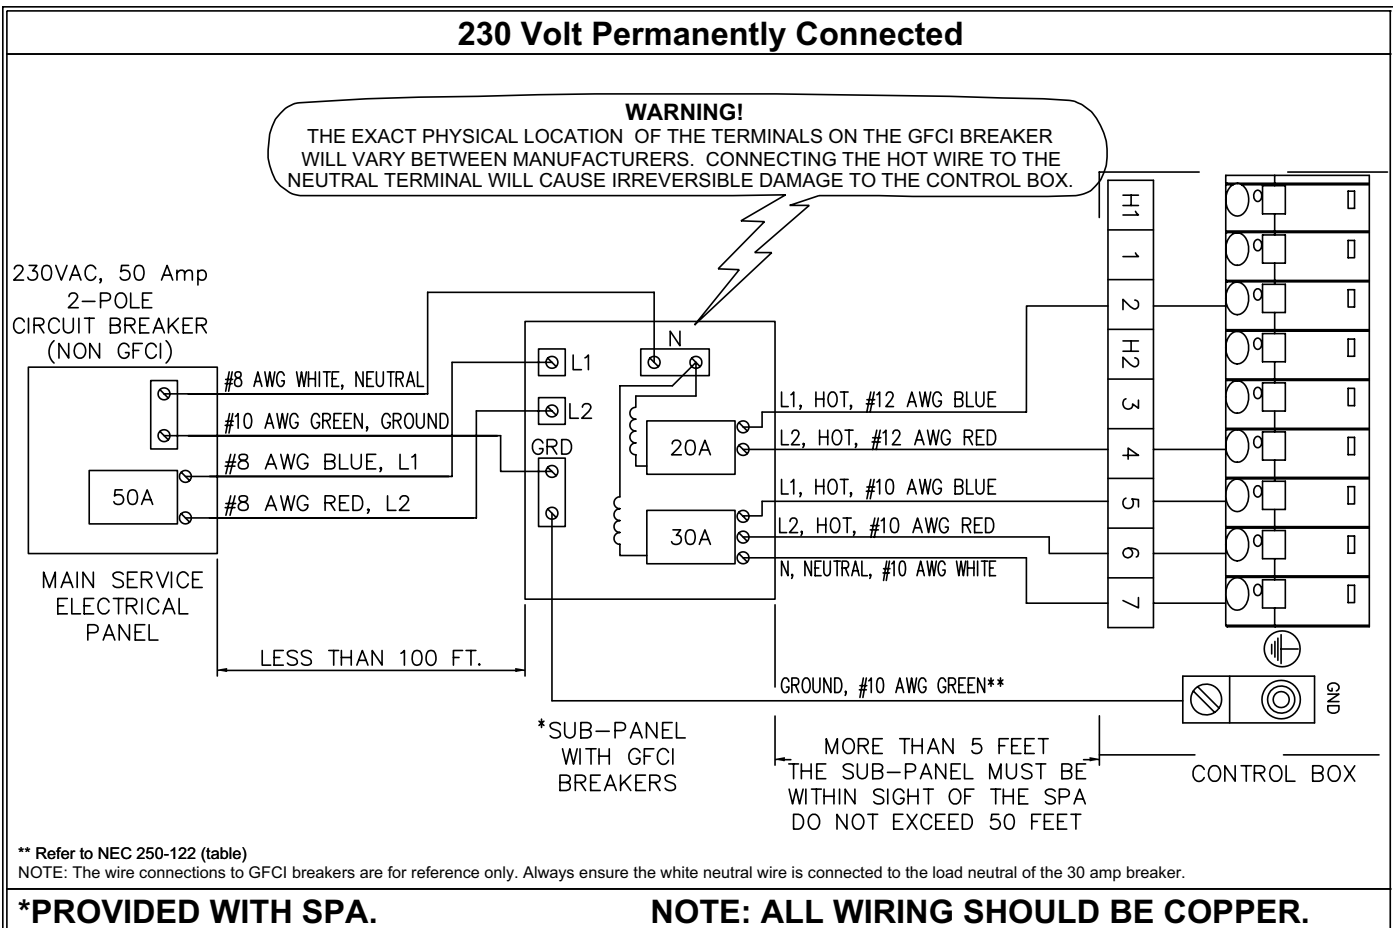 230 Volt Permanently Connected
WARNING!
THE EXACT PHYSICAL LOCATION OF THE TERMINALS ON THE GFCI BREAKER
WILL VARY BETWEEN MANUFACTURERS. CONNECTING THE HOT WIRE TO THE
NEUTRAL TERMINAL WILL CAUSE IRREVERSIBLE DAMAGE TO THE CONTROL BOX.
230VAC, 50 Amp
2-POLE
CIRCUIT BREAKER
(NON GFCI)
#8 AWG WHITE, NEUTRAL
#10 AWG GREEN, GROUND
#8 AWG BLUE, L1
#8 AWG RED, L2
50A
MAIN SERVICE
ELECTRICAL
PANEL
LESS THAN 100 FT.
L1
L2
GRD
N
20A
30A
*SUB-PANEL
WITH GFCI
BREAKERS
L1, HOT, #12 AWG BLUE
L2, HOT, #12 AWG RED
L1, HOT, #10 AWG BLUE
L2, HOT, #10 AWG RED
N, NEUTRAL, #10 AWG WHITE
GROUND, #10 AWG GREEN**
MORE THAN 5 FEET
THE SUB-PANEL MUST BE
WITHIN SIGHT OF THE SPA
DO NOT EXCEED 50 FEET
H1
1
2
H2
3
4
5
6
7
GND
CONTROL BOX
** Refer to NEC 250-122 (table)
NOTE: The wire connections to GFCI breakers are for reference only. Always ensure the white neutral wire is connected to the load neutral of the 30 amp breaker.
*PROVIDED WITH SPA.
NOTE: ALL WIRING SHOULD BE COPPER.